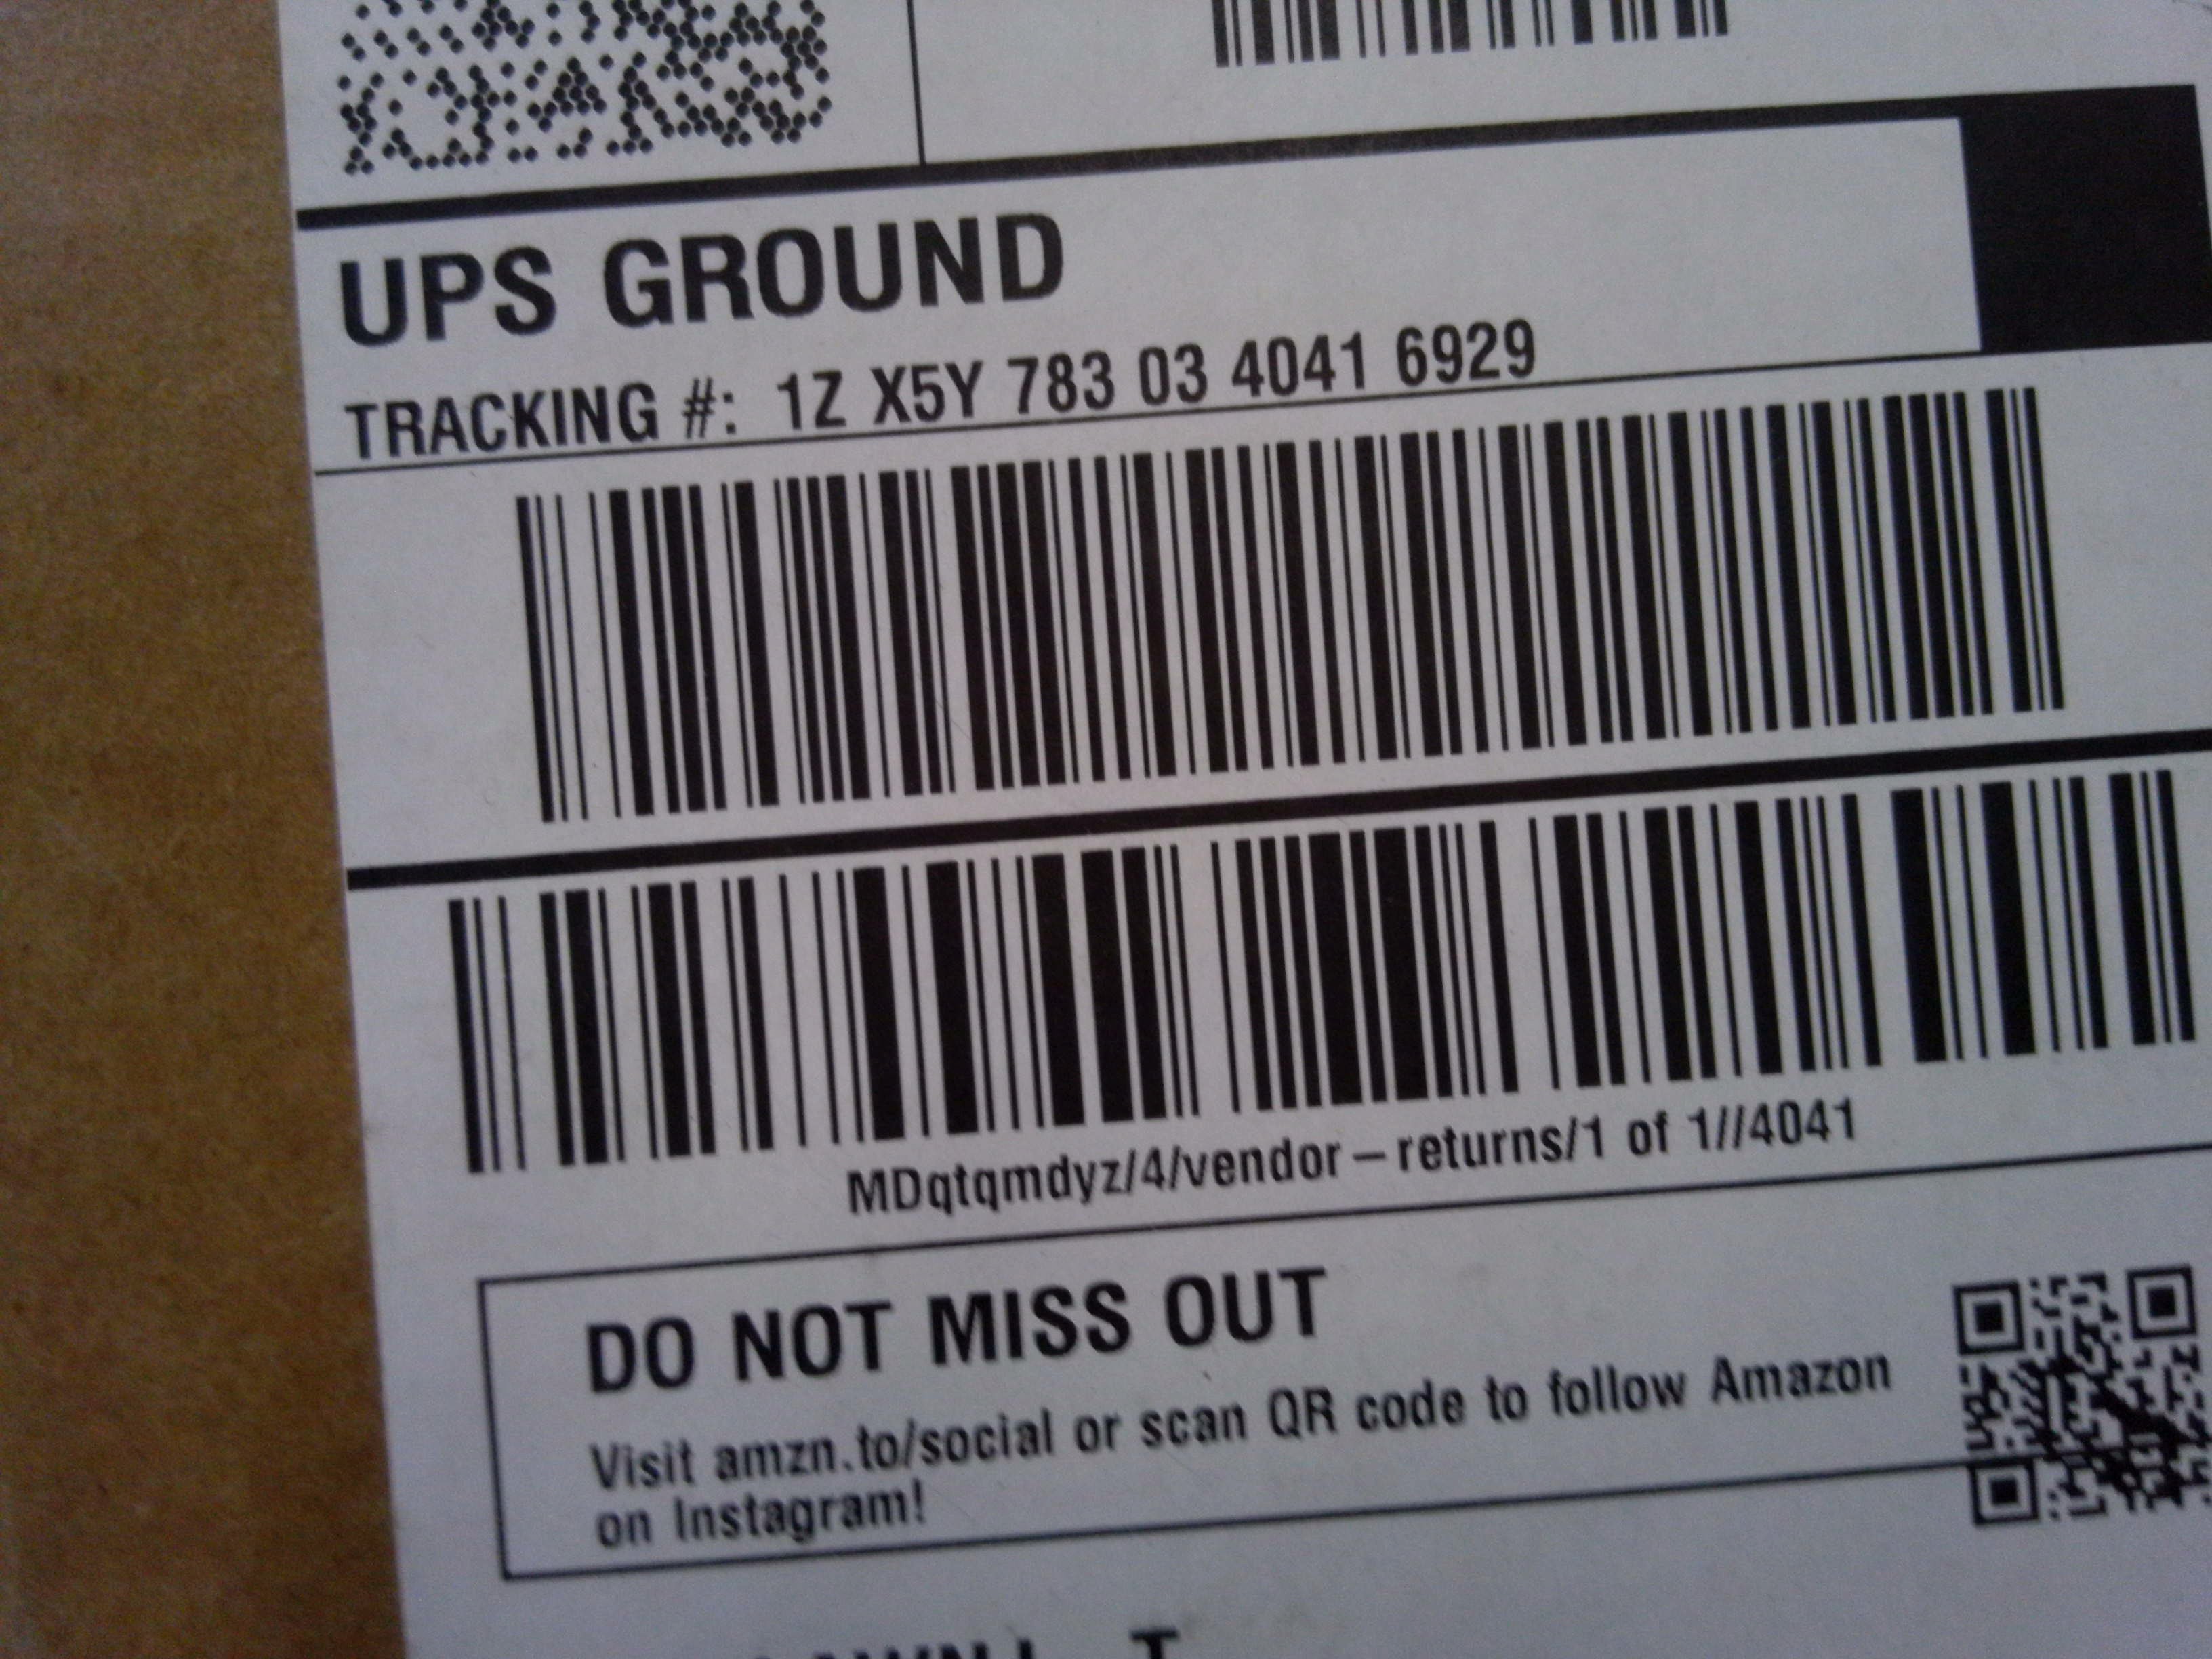 UPS GROUND
TRACKING #: 1Z X5Y 783 03 4041 6929
MDqtqmdyz/4/vendor-returns/1 of 1//4041
DO NOT MISS OUT
Visit amzn.to/social or scan QR code to follow Amazon
on Instagram!